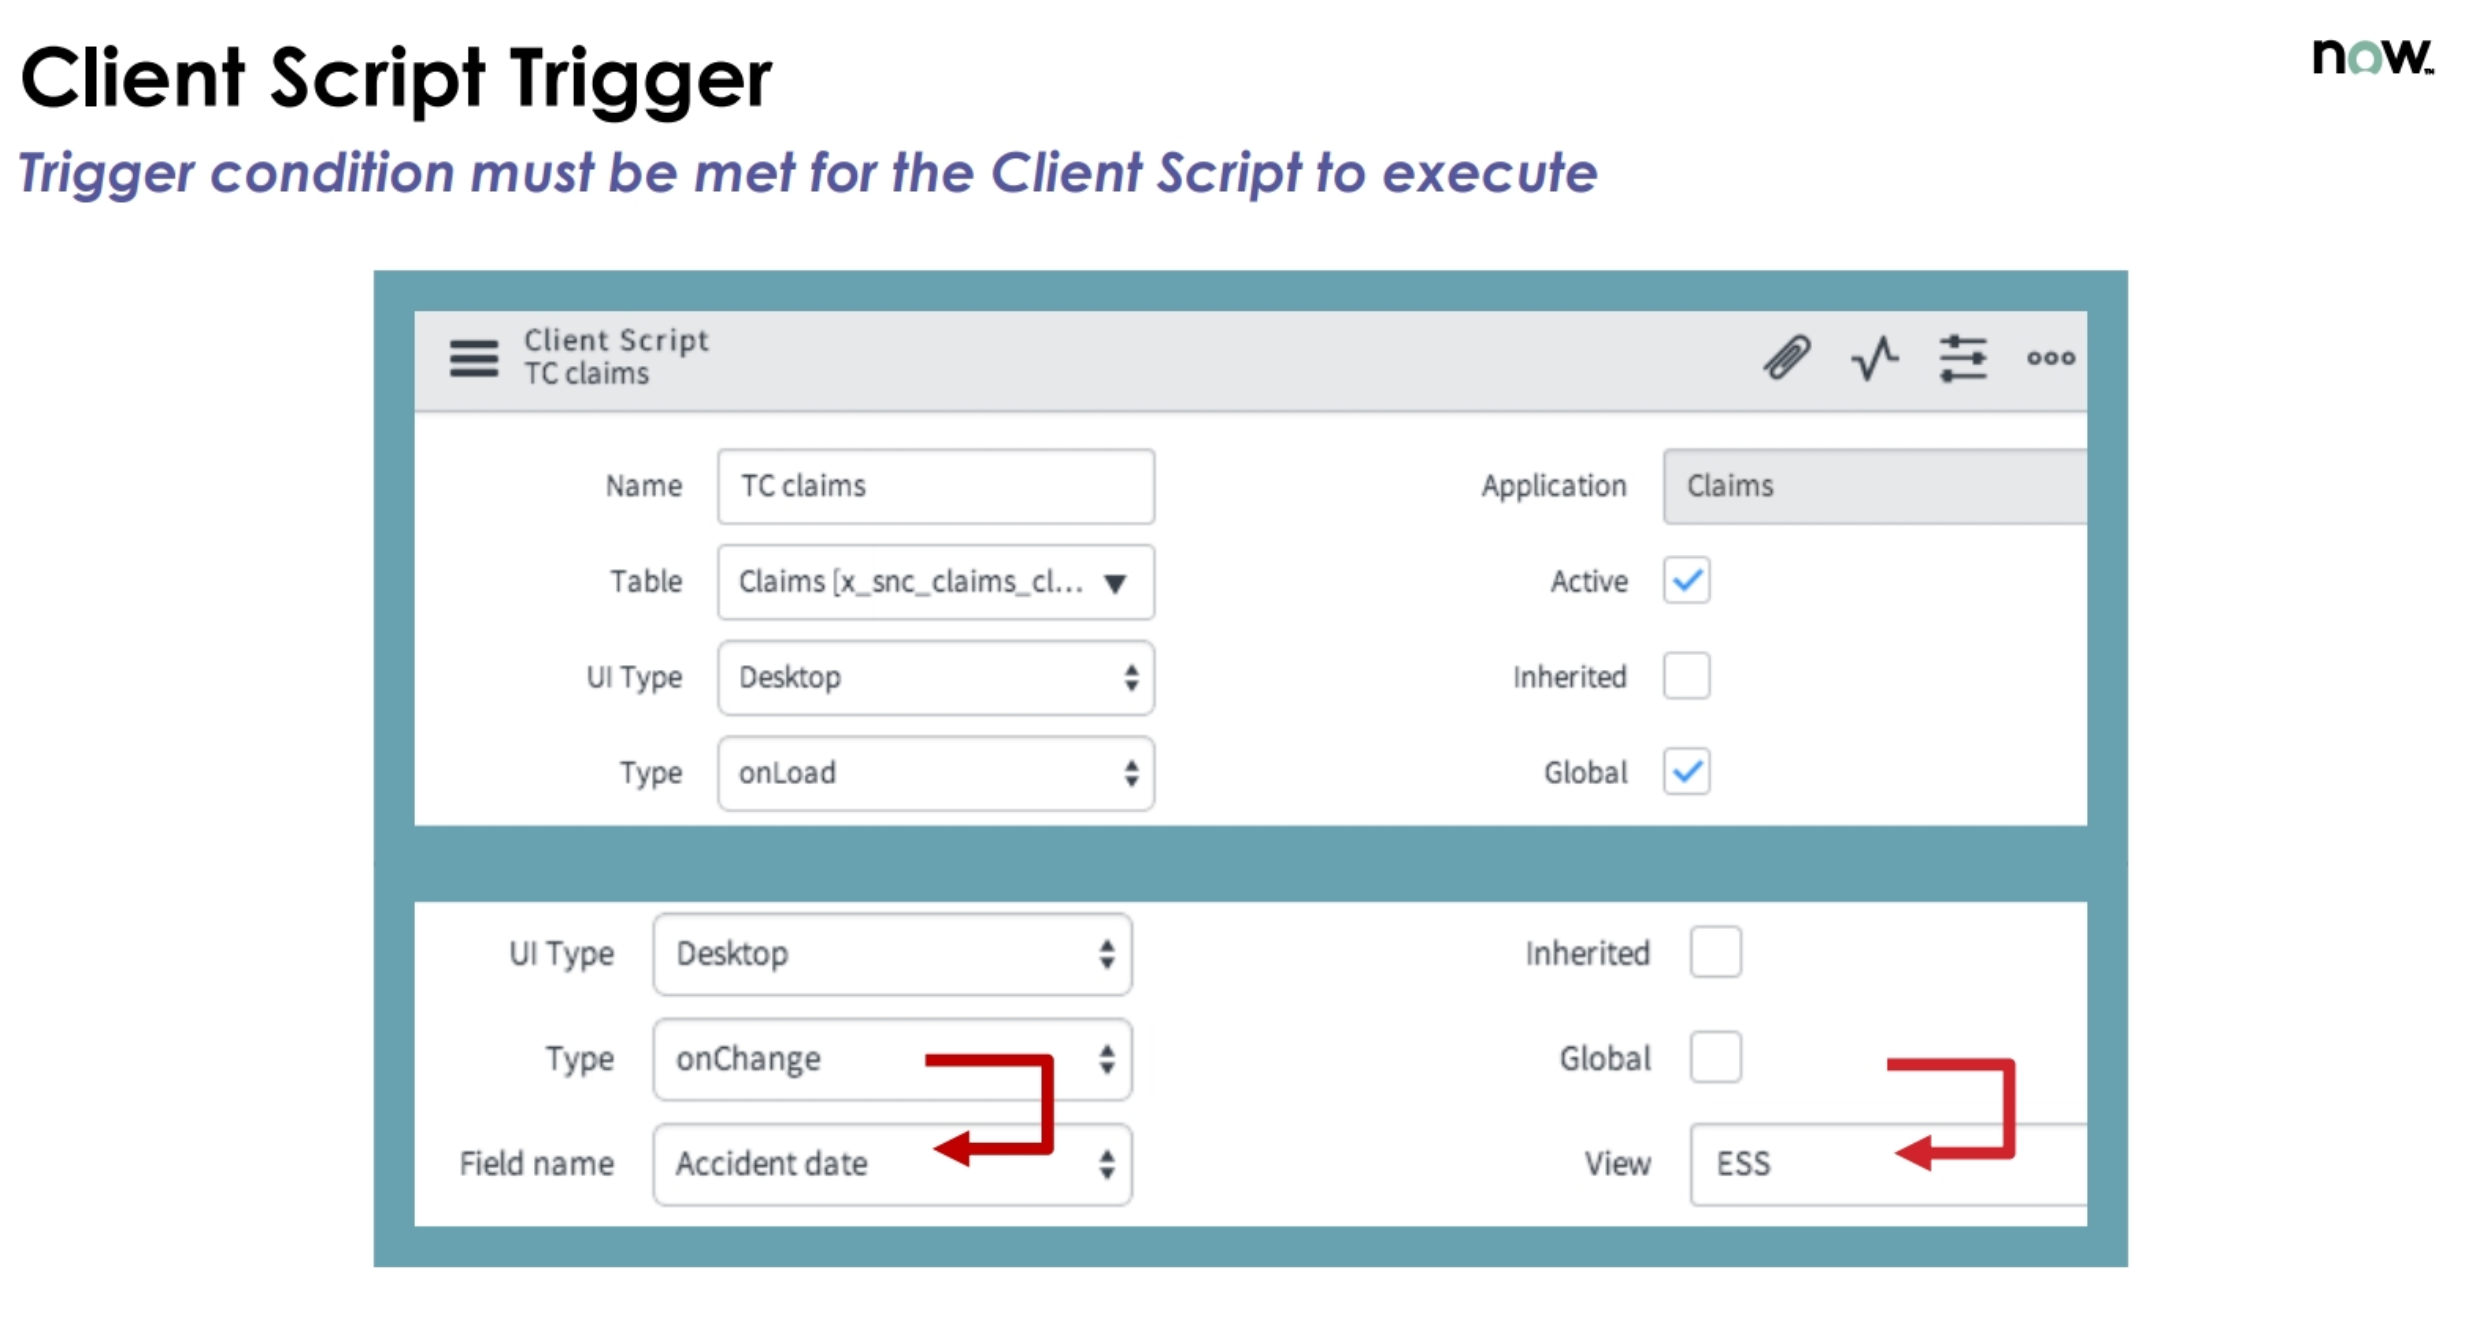 Client Script Trigger
now™
Trigger condition must be met for the Client Script to execute
Client Script
TC claims
Name TC claims Application Claims
Table Claims [x_snc_claims_cl... Active
UI Type Desktop Inherited
Type onLoad Global
UI Type Desktop Inherited
Type onChange Global
Field name Accident date View ESS